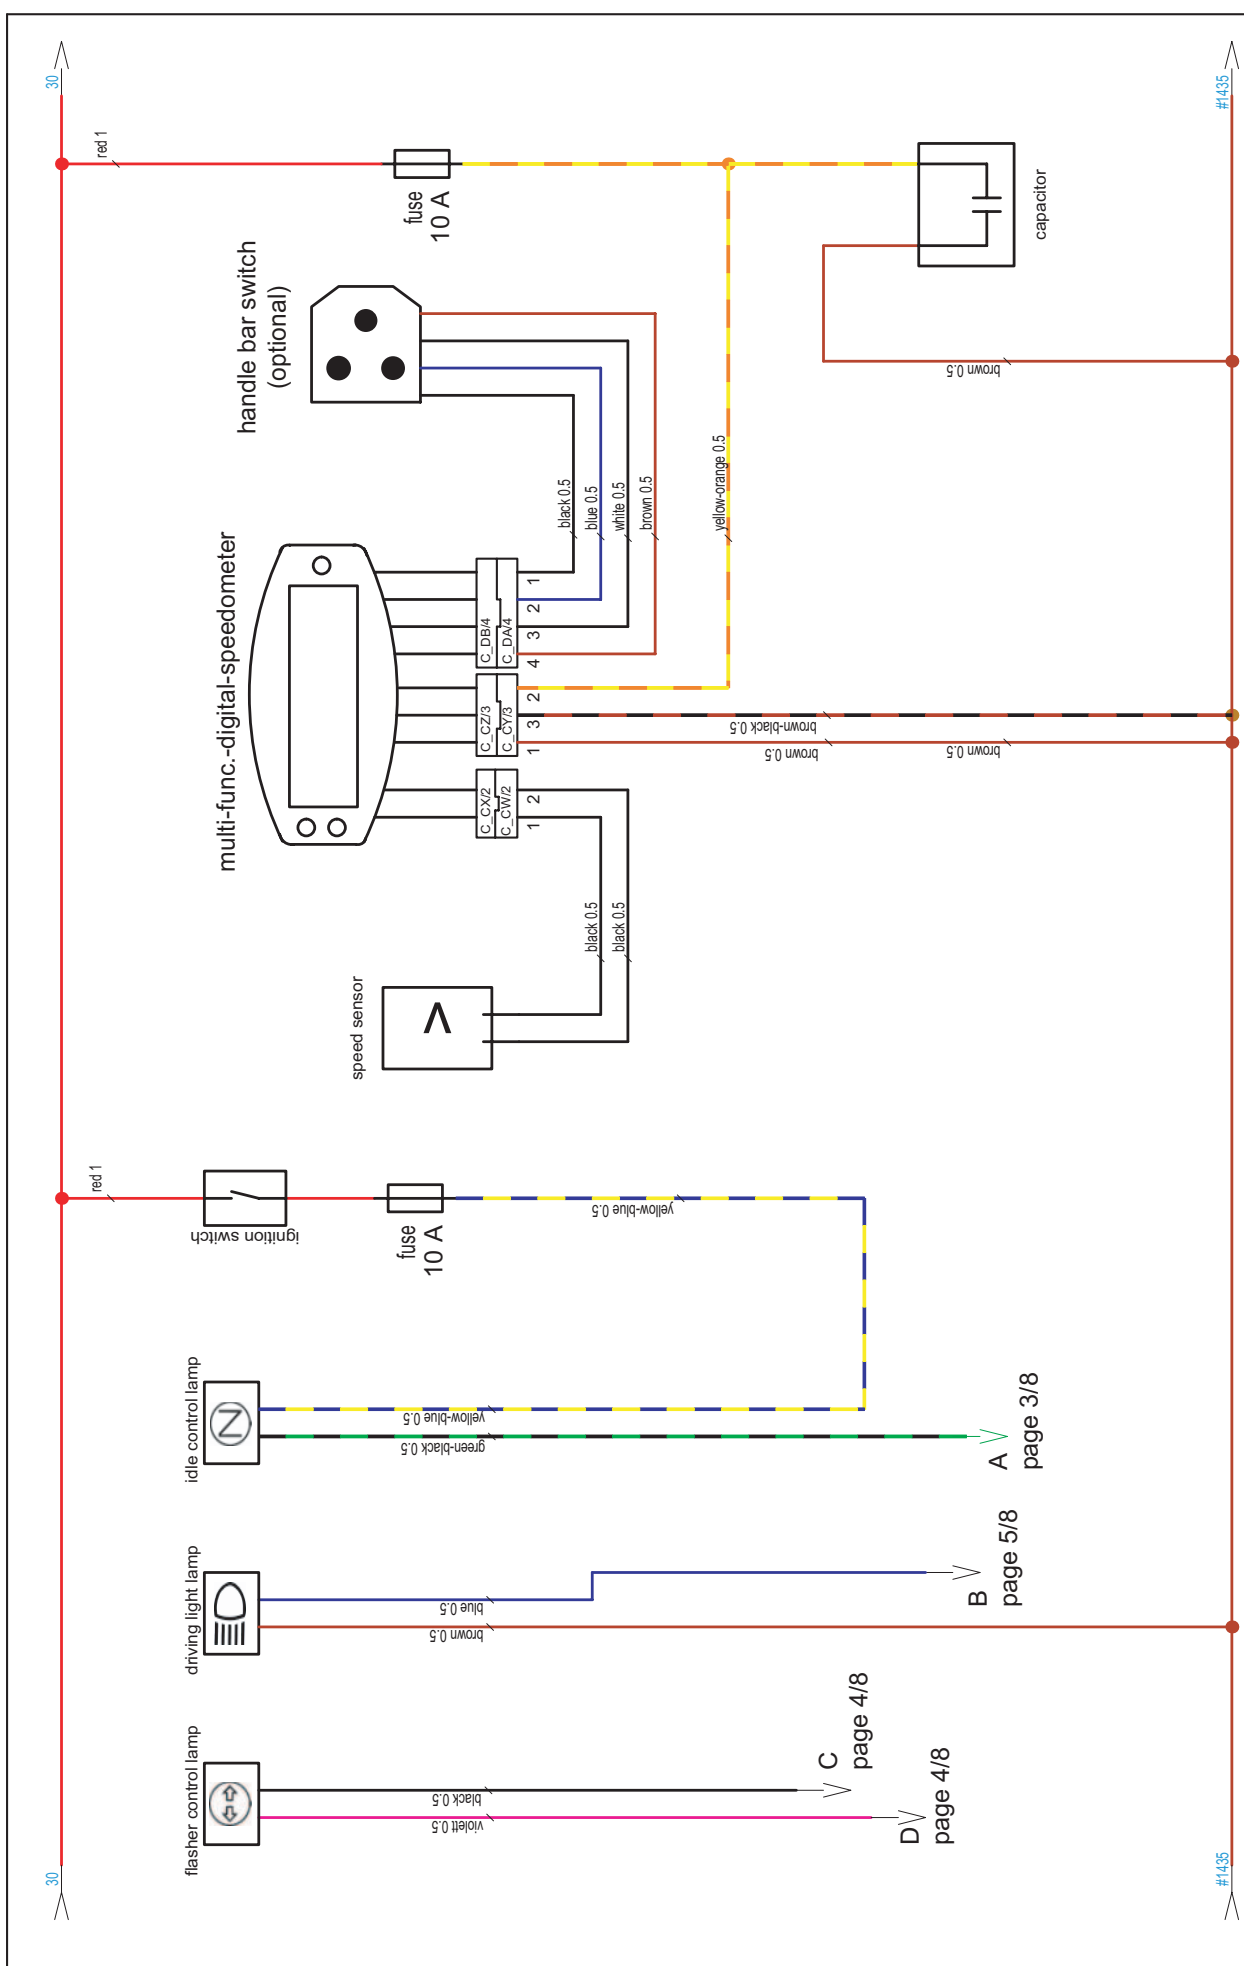 30
#1435
flasher control lamp
violett 0.5
black 0.5
C
page 4/8
D
page 4/8
driving light lamp
brown 0.5
blue 0.5
B
page 5/8
idle control lamp
green-black 0.5
yellow-blue 0.5
A
page 3/8
red 1
ignition switch
fuse
10 A
yellow-blue 0.5
speed sensor
V
black 0.5
black 0.5
multi-func.-digital-speedometer
C_CX/2
C_CW/2
1
2
C_CZ/3
C_CY/3
1
3
2
C_DB/4
C_DA/4
4
3
2
1
brown 0.5
brown 0.5
brown-black 0.5
yellow-orange 0.5
black 0.5
blue 0.5
white 0.5
brown 0.5
handle bar switch
(optional)
red 1
fuse
10 A
capacitor
brown 0.5
N
30
#1435